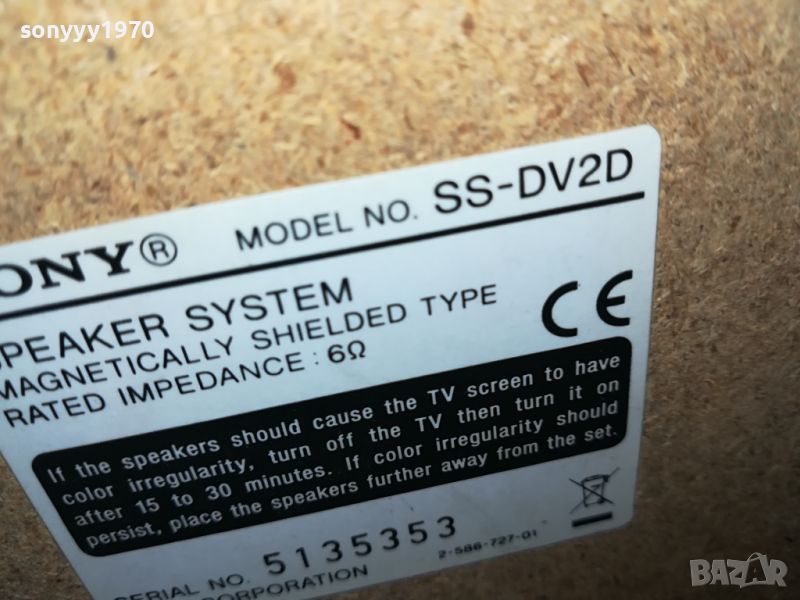 sonyyy1970
ONY® MODEL NO. SS-DV2D
SPEAKER SYSTEM
MAGNETICALLY SHIELDED TYPE
RATED IMPEDANCE : 6Ω
CE
If the speakers should cause the TV screen to have
color irregularity, turn off the TV then turn it on
after 15 to 30 minutes. If color irregularity should
persist, place the speakers further away from the set.
SERIAL NO. 5135353
2-586-727-01
CORPORATION
BAZAR